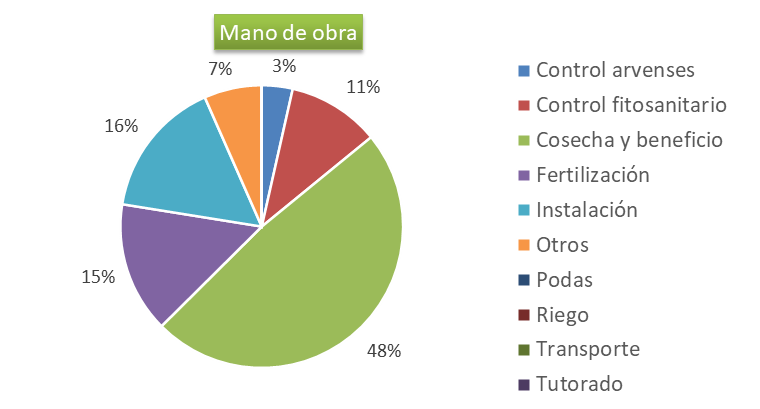 Mano de obra
3%
11%
48%
15%
16%
7%
Control arvenses
Control fitosanitario
Cosecha y beneficio
Fertilización
Instalación
Otros
Podas
Riego
Transporte
Tutorado